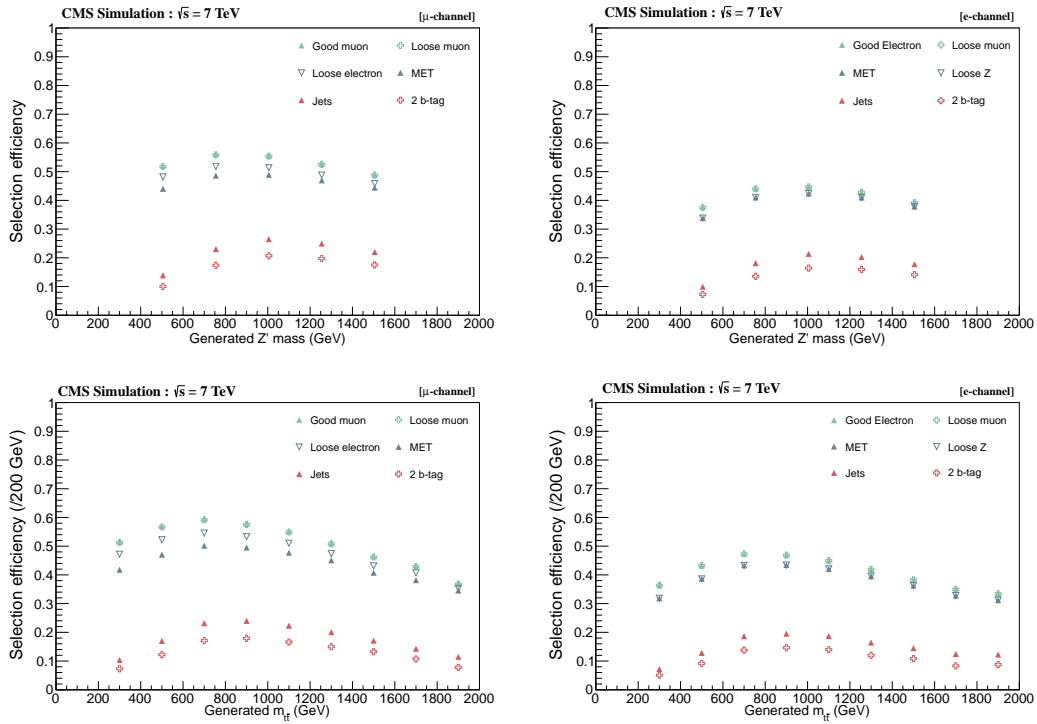 CMS Simulation : √s = 7 TeV [μ-channel]
Good muon Loose muon
Loose electron MET
Jets 2 b-tag
Selection efficiency
1
0.9
0.8
0.7
0.6
0.5
0.4
0.3
0.2
0.1
0
0 200 400 600 800 1000 1200 1400 1600 1800 2000
Generated Z' mass (GeV)
CMS Simulation : √s = 7 TeV [e-channel]
Good Electron Loose muon
MET Loose Z
Jets 2 b-tag
Selection efficiency
1
0.9
0.8
0.7
0.6
0.5
0.4
0.3
0.2
0.1
0
0 200 400 600 800 1000 1200 1400 1600 1800 2000
Generated Z' mass (GeV)
CMS Simulation : √s = 7 TeV [μ-channel]
Good muon Loose muon
Loose electron MET
Jets 2 b-tag
Selection efficiency (/200 GeV)
1
0.9
0.8
0.7
0.6
0.5
0.4
0.3
0.2
0.1
0
0 200 400 600 800 1000 1200 1400 1600 1800 2000
Generated m_tt̄ (GeV)
CMS Simulation : √s = 7 TeV [e-channel]
Good Electron Loose muon
MET Loose Z
Jets 2 b-tag
Selection efficiency (/200 GeV)
1
0.9
0.8
0.7
0.6
0.5
0.4
0.3
0.2
0.1
0
0 200 400 600 800 1000 1200 1400 1600 1800 2000
Generated m_tt̄ (GeV)